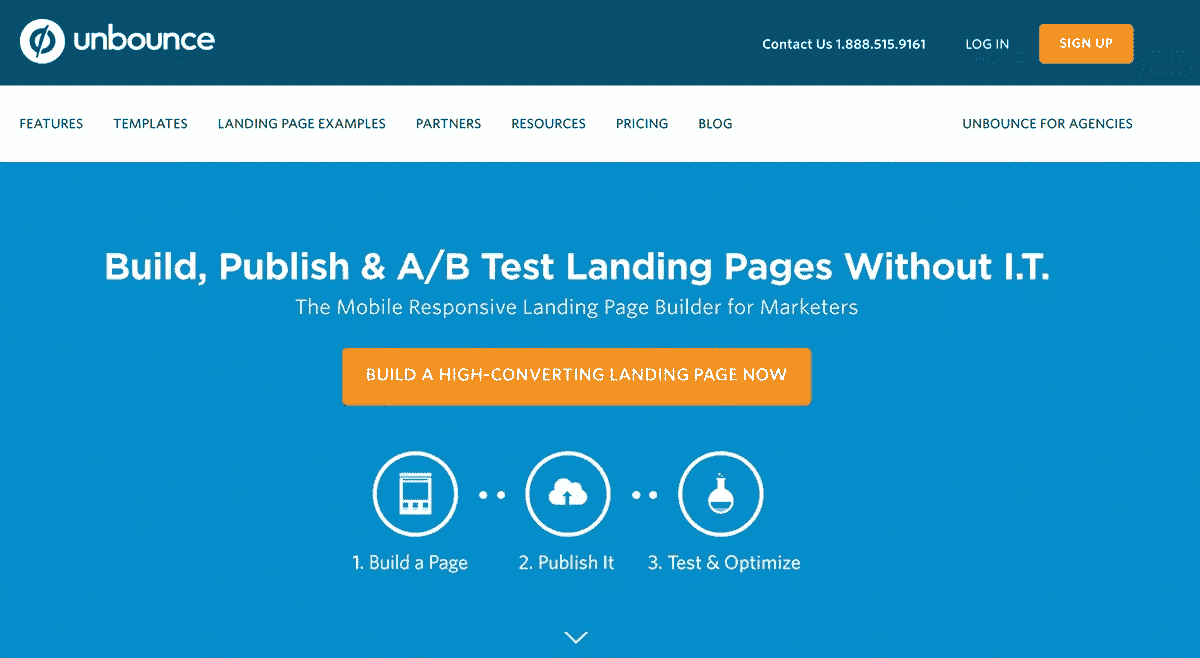 unbounce
Contact Us 1.888.515.9161
LOG IN
SIGN UP
FEATURES
TEMPLATES
LANDING PAGE EXAMPLES
PARTNERS
RESOURCES
PRICING
BLOG
UNBOUNCE FOR AGENCIES
Build, Publish & A/B Test Landing Pages Without I.T.
The Mobile Responsive Landing Page Builder for Marketers
BUILD A HIGH-CONVERTING LANDING PAGE NOW
1. Build a Page
2. Publish It
3. Test & Optimize